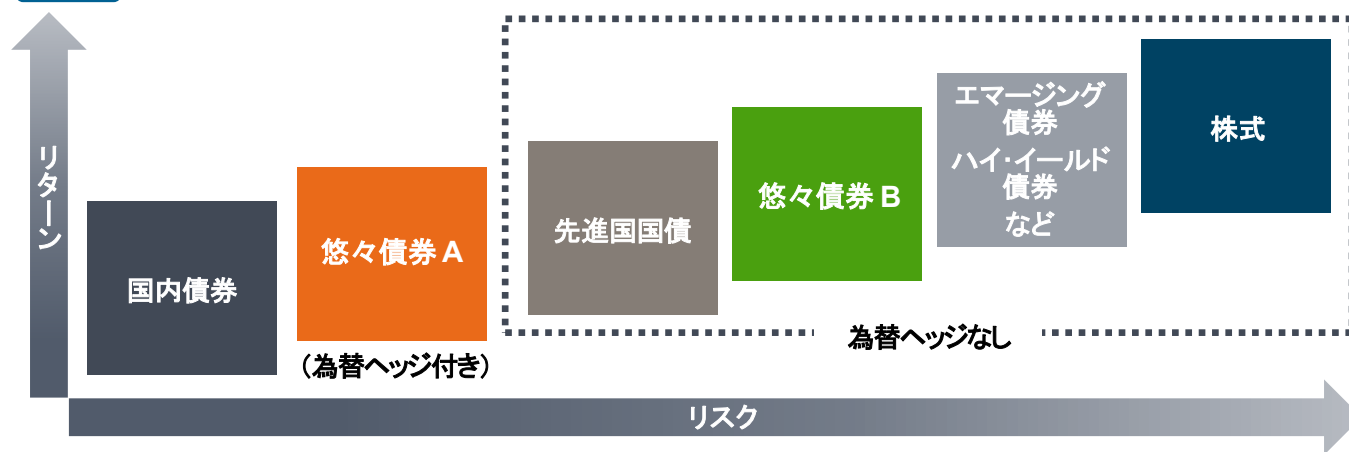 リターン
国内債券
悠々債券 A
(為替ヘッジ付き)
先進国国債
悠々債券 B
エマージング
債券
ハイ・イールド
債券
など
株式
為替ヘッジなし
リスク